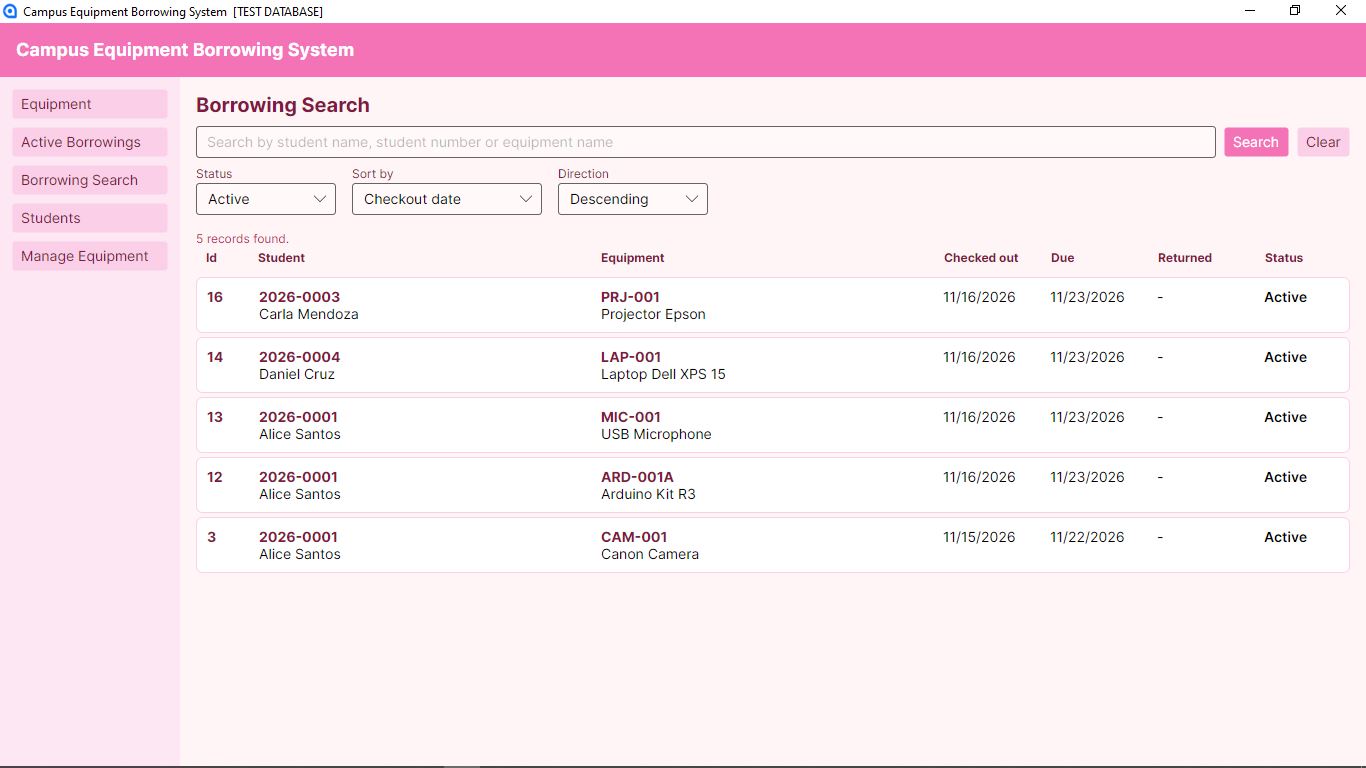 Campus Equipment Borrowing System [TEST DATABASE]
Campus Equipment Borrowing System
Equipment
Active Borrowings
Borrowing Search
Students
Manage Equipment
Borrowing Search
Search by student name, student number or equipment name
Search
Clear
Status
Sort by
Direction
Active
Checkout date
Descending
5 records found.
Id Student Equipment Checked out Due Returned Status
16 2026-0003 PRJ-001 11/16/2026 11/23/2026 - Active
Carla Mendoza Projector Epson
14 2026-0004 LAP-001 11/16/2026 11/23/2026 - Active
Daniel Cruz Laptop Dell XPS 15
13 2026-0001 MIC-001 11/16/2026 11/23/2026 - Active
Alice Santos USB Microphone
12 2026-0001 ARD-001A 11/16/2026 11/23/2026 - Active
Alice Santos Arduino Kit R3
3 2026-0001 CAM-001 11/15/2026 11/22/2026 - Active
Alice Santos Canon Camera